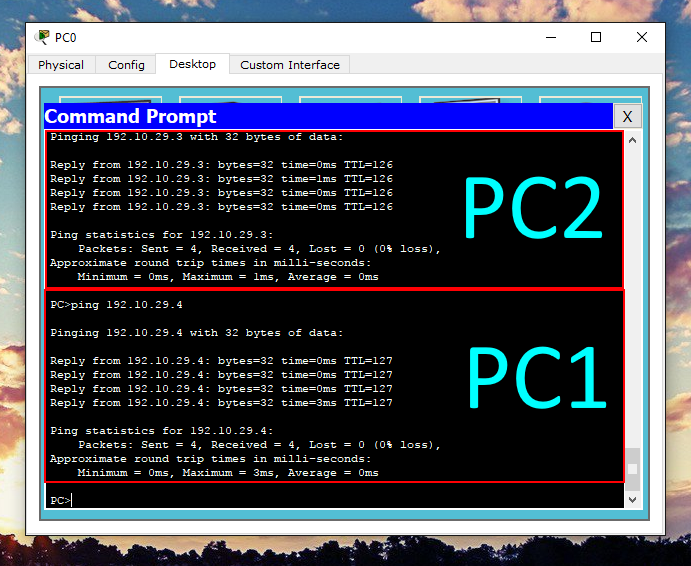 PC0
Physical Config Desktop Custom Interface
Command Prompt X
Pinging 192.10.29.3 with 32 bytes of data:
Reply from 192.10.29.3: bytes=32 time=0ms TTL=126
Reply from 192.10.29.3: bytes=32 time=1ms TTL=126
Reply from 192.10.29.3: bytes=32 time=0ms TTL=126
Reply from 192.10.29.3: bytes=32 time=0ms TTL=126
PC2
Ping statistics for 192.10.29.3:
Packets: Sent = 4, Received = 4, Lost = 0 (0% loss),
Approximate round trip times in milli-seconds:
Minimum = 0ms, Maximum = 1ms, Average = 0ms
PC>ping 192.10.29.4
Pinging 192.10.29.4 with 32 bytes of data:
Reply from 192.10.29.4: bytes=32 time=0ms TTL=127
Reply from 192.10.29.4: bytes=32 time=0ms TTL=127
Reply from 192.10.29.4: bytes=32 time=0ms TTL=127
Reply from 192.10.29.4: bytes=32 time=3ms TTL=127
PC1
Ping statistics for 192.10.29.4:
Packets: Sent = 4, Received = 4, Lost = 0 (0% loss),
Approximate round trip times in milli-seconds:
Minimum = 0ms, Maximum = 3ms, Average = 0ms
PC>